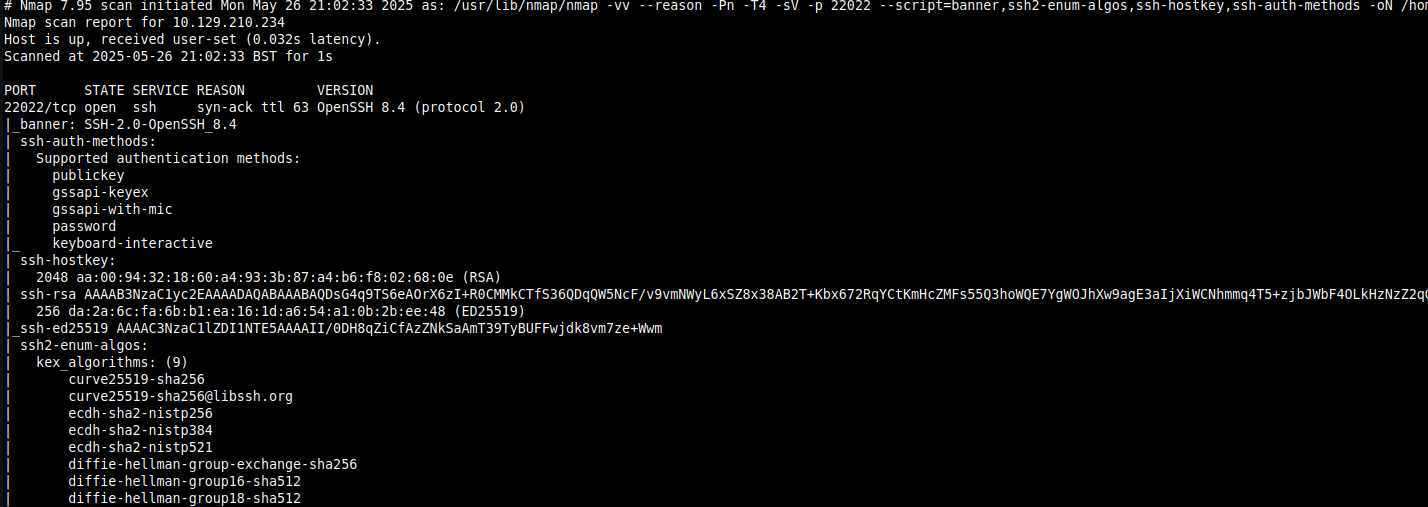 # Nmap 7.95 scan initiated Mon May 26 21:02:33 2025 as: /usr/lib/nmap/nmap -vv --reason -Pn -T4 -sV -p 22022 --script=banner,ssh2-enum-algos,ssh-hostkey,ssh-auth-methods -oN /hom
Nmap scan report for 10.129.210.234
Host is up, received user-set (0.032s latency).
Scanned at 2025-05-26 21:02:33 BST for 1s

PORT      STATE SERVICE REASON         VERSION
22022/tcp open  ssh     syn-ack ttl 63 OpenSSH 8.4 (protocol 2.0)
|_banner: SSH-2.0-OpenSSH_8.4
| ssh-auth-methods:
|   Supported authentication methods:
|     publickey
|     gssapi-keyex
|     gssapi-with-mic
|     password
|_    keyboard-interactive
| ssh-hostkey:
|   2048 aa:00:94:32:18:60:a4:93:3b:87:a4:b6:f8:02:68:0e (RSA)
| ssh-rsa AAAAB3NzaC1yc2EAAAADAQABAAABAQDsG4q9TS6eAOrX6zI+R0CMMkCTfS36QDqQW5NcF/v9vmNWyL6xSZ8x38AB2T+Kbx672RqYCtKmHcZMFs55Q3hoWQE7YgWOJhXw9agE3aIjXiWCNhmmq4T5+zjbJWbF4OLkHzNzZ2q
|   256 da:2a:6c:fa:6b:b1:ea:16:1d:a6:54:a1:0b:2b:ee:48 (ED25519)
|_ssh-ed25519 AAAAC3NzaC1lZDI1NTE5AAAAII/0DH8qZiCfAzZNkSaAmT39TyBUFFwjdk8vm7ze+Wwm
| ssh2-enum-algos:
|   kex_algorithms: (9)
|       curve25519-sha256
|       curve25519-sha256@libssh.org
|       ecdh-sha2-nistp256
|       ecdh-sha2-nistp384
|       ecdh-sha2-nistp521
|       diffie-hellman-group-exchange-sha256
|       diffie-hellman-group16-sha512
|       diffie-hellman-group18-sha512